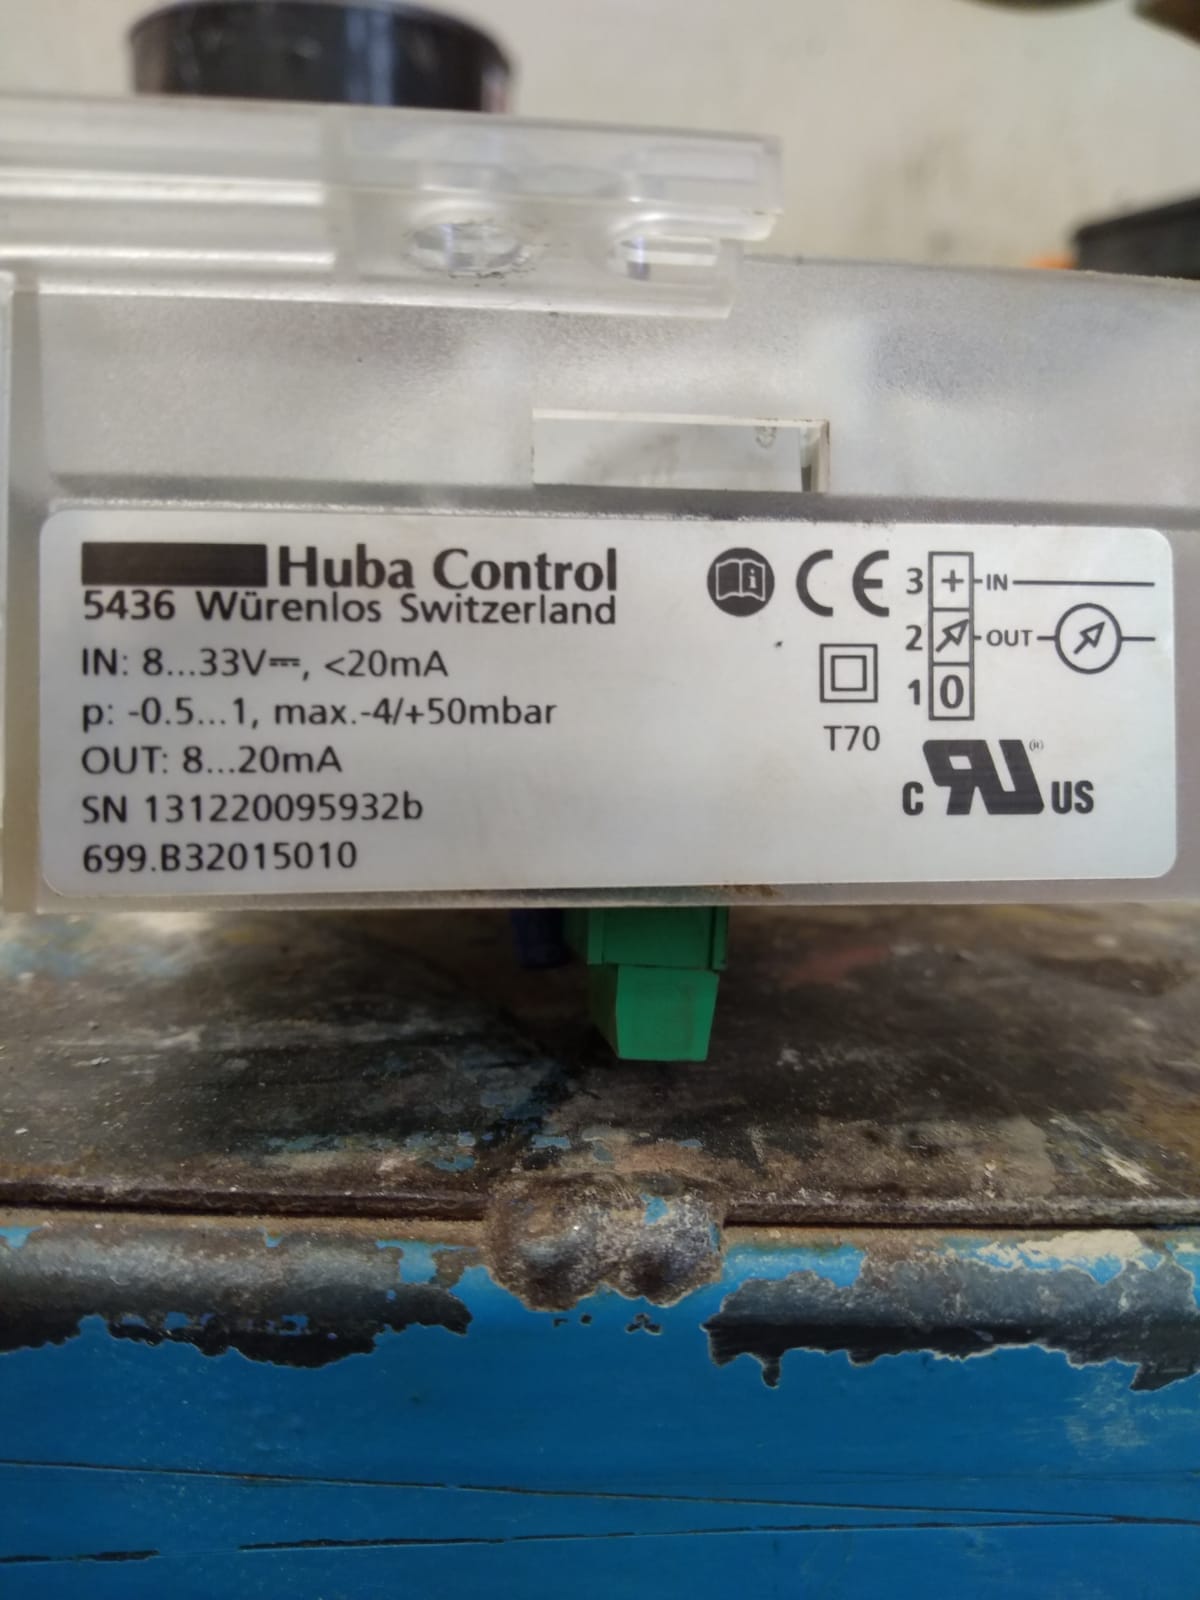 Huba Control
5436 Würenlos Switzerland
IN: 8...33V⎓, <20mA
p: -0.5...1, max.-4/+50mbar
OUT: 8...20mA
SN 131220095932b
699.B32015010
CE
T70
3 + IN
2 OUT
1 0
c RU ® US